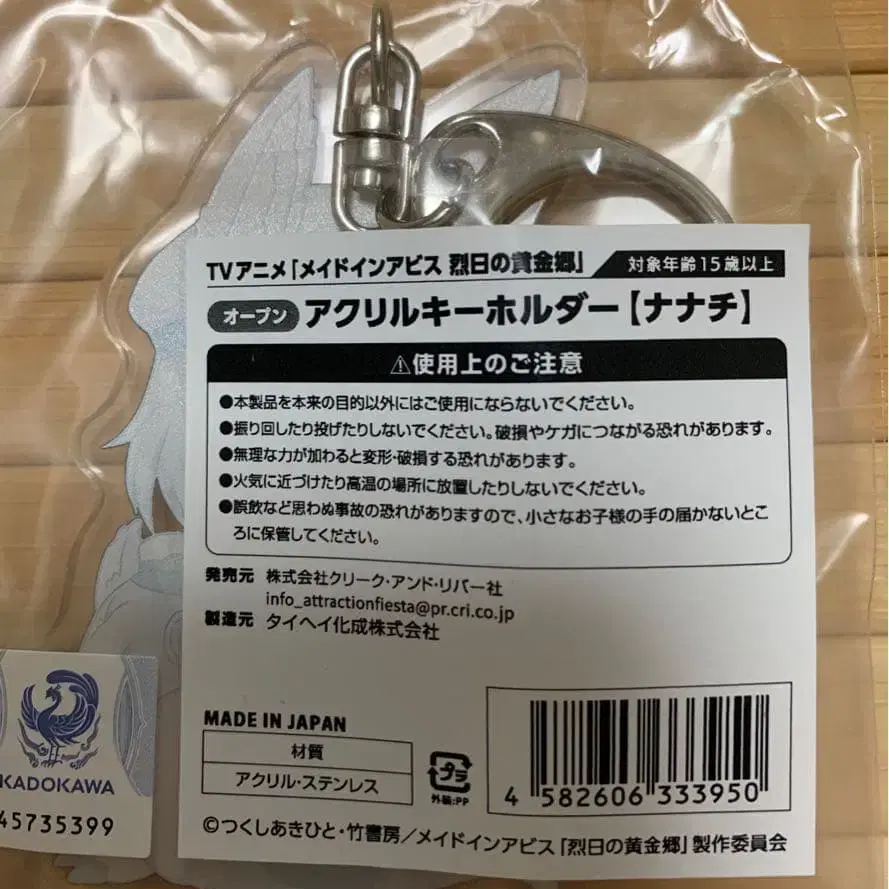 TVアニメ「メイドインアビス 烈日の黄金郷」 対象年齢15歳以上
オープン アクリルキーホルダー【ナナチ】
⚠使用上のご注意
●本製品を本来の目的以外にはご使用にならないでください。
●振り回したり投げたりしないでください。破損やケガにつながる恐れがあります。
●無理な力が加わると変形・破損する恐れがあります。
●火気に近づけたり高温の場所に放置したりしないでください。
●誤飲など思わぬ事故の恐れがありますので、小さなお子様の手の届かないとこ
ろに保管してください。
発売元 株式会社クリーク・アンド・リバー社
info_attractionfiesta@pr.cri.co.jp
製造元 タイヘイ化成株式会社
MADE IN JAPAN
材質
アクリル・ステンレス
プラ
外装:PP
4 582606 333950
©つくしあきひと・竹書房／メイドインアビス「烈日の黄金郷」製作委員会
KADOKAWA
45735399